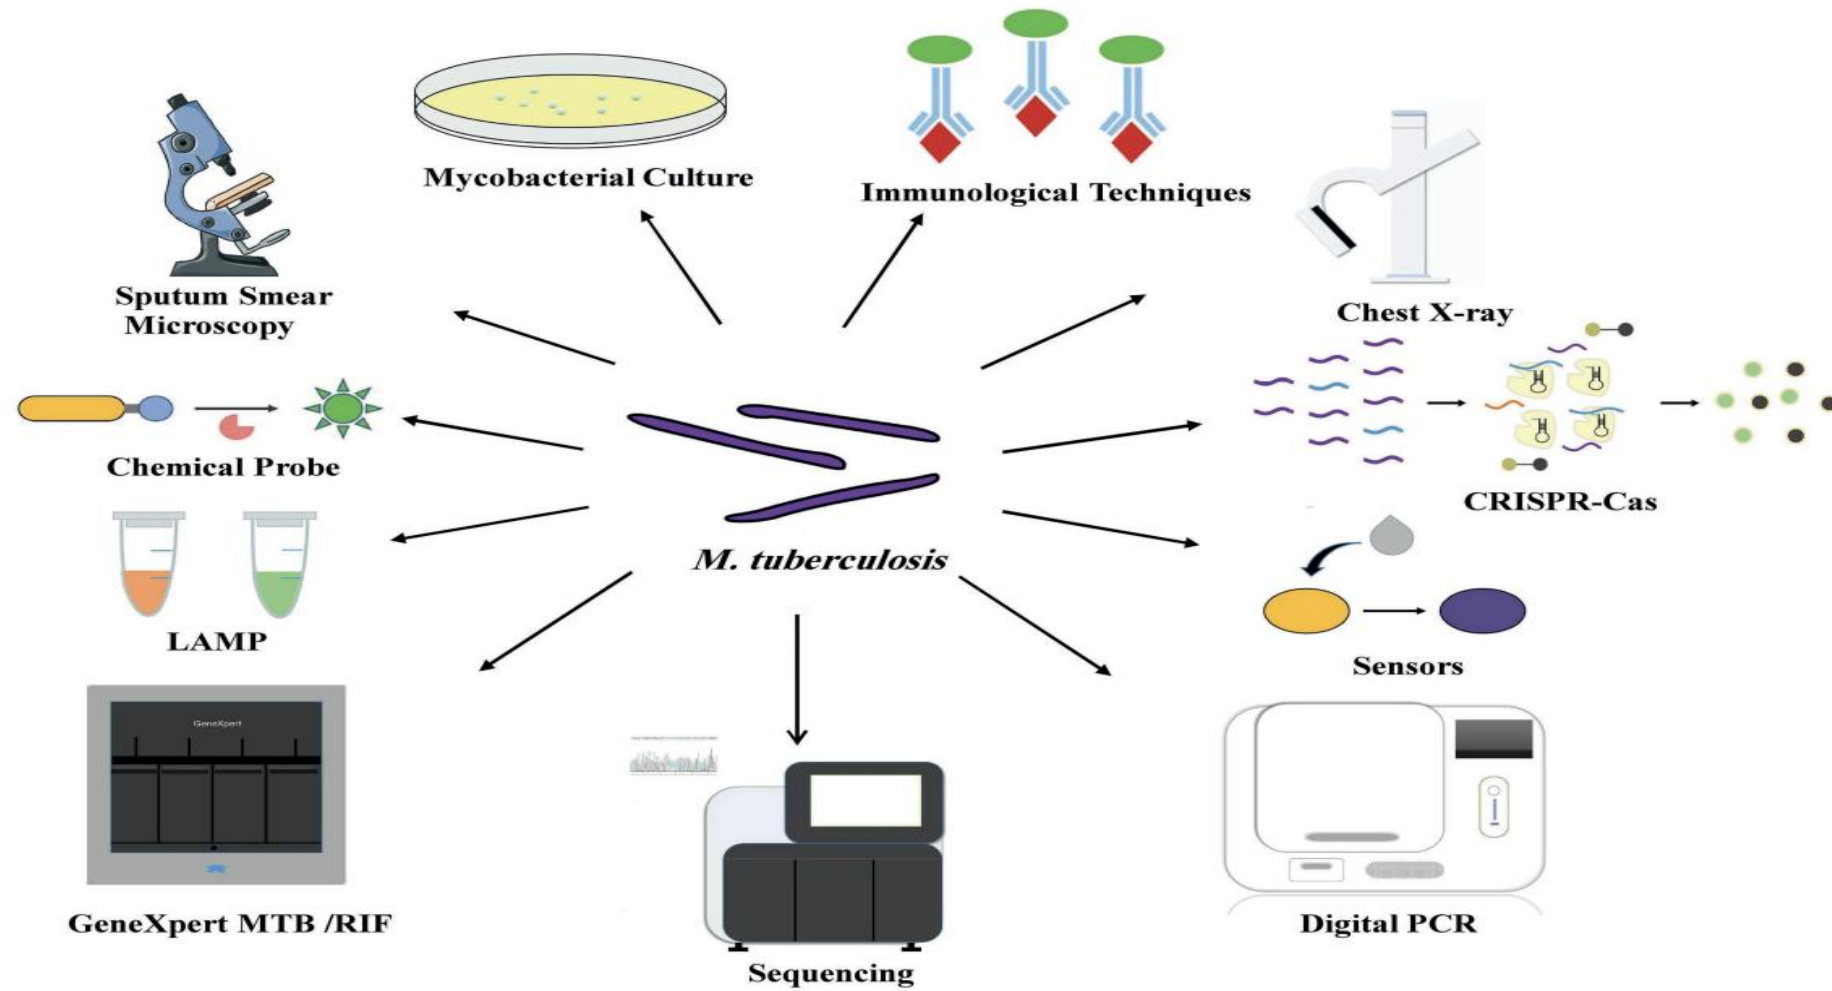 Mycobacterial Culture
Immunological Techniques
Sputum Smear
Microscopy
Chest X-ray
Chemical Probe
CRISPR-Cas
M. tuberculosis
LAMP
Sensors
GeneXpert
GeneXpert MTB /RIF
Digital PCR
Sequencing